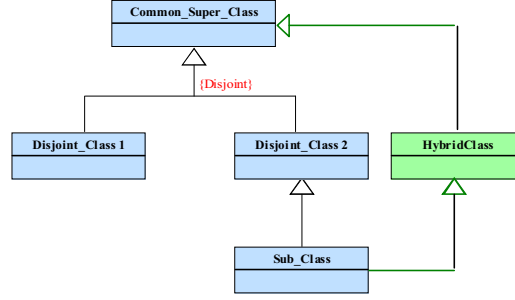 Common_Super_Class
{Disjoint}
Disjoint_Class 1
Disjoint_Class 2
HybridClass
Sub_Class